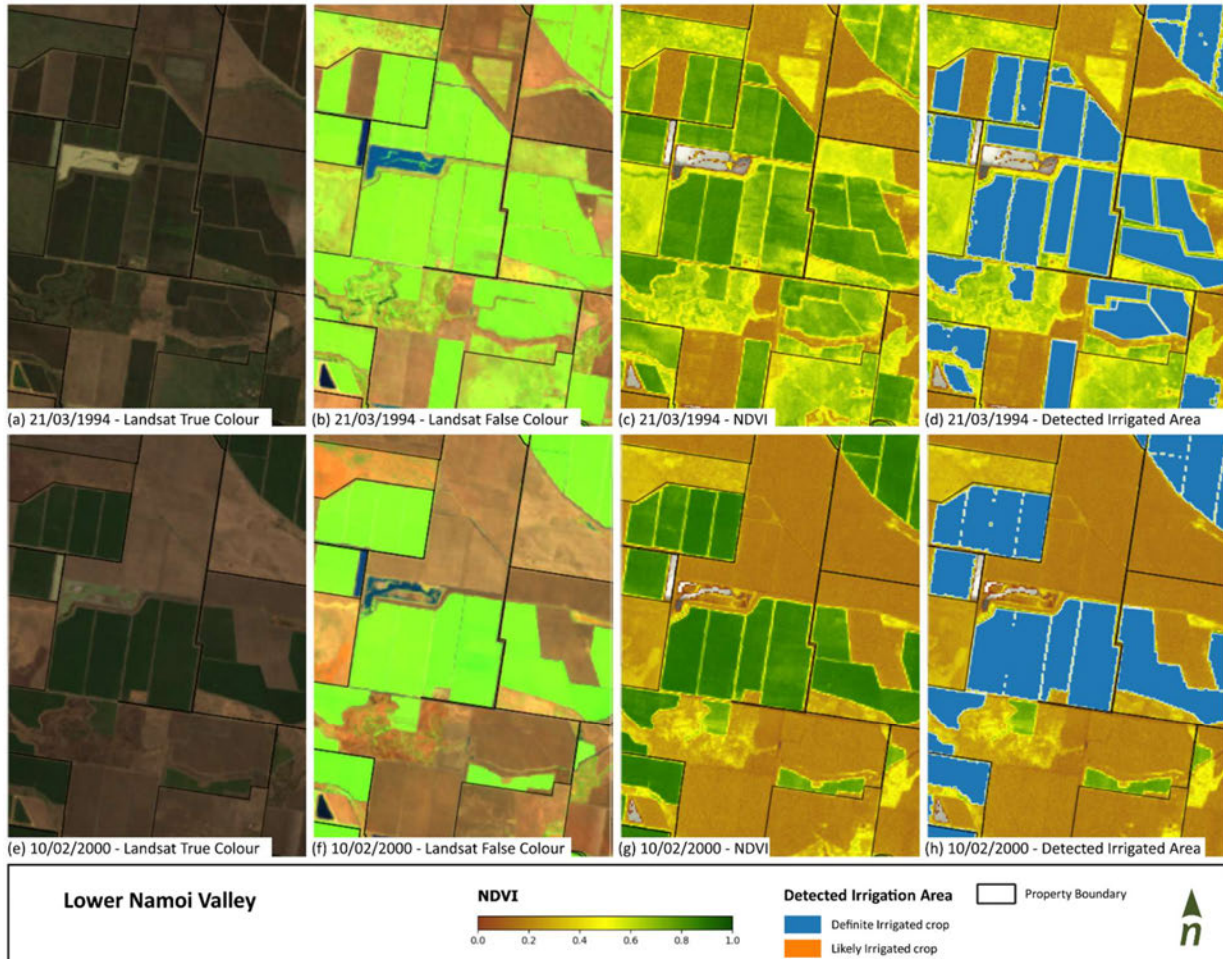 (a) 21/03/1994 - Landsat True Colour
(b) 21/03/1994 - Landsat False Colour
(c) 21/03/1994 - NDVI
(d) 21/03/1994 - Detected Irrigated Area
(e) 10/02/2000 - Landsat True Colour
(f) 10/02/2000 - Landsat False Colour
(g) 10/02/2000 - NDVI
(h) 10/02/2000 - Detected Irrigated Area
Lower Namoi Valley
NDVI
0.0 0.2 0.4 0.6 0.8 1.0
Detected Irrigation Area
Definite Irrigated crop
Likely Irrigated crop
Property Boundary
n